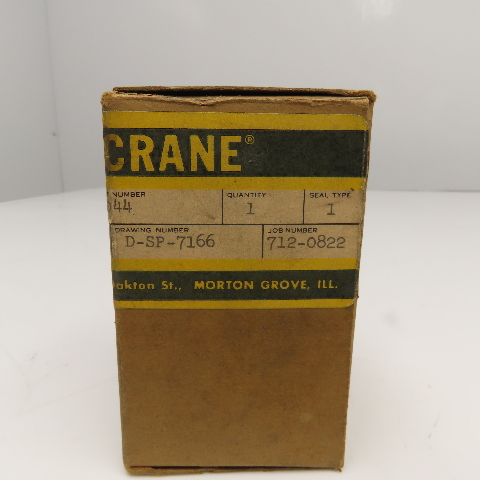 CRANE®
NUMBER QUANTITY SEAL TYPE
44 1 1
DRAWING NUMBER JOB NUMBER
D-SP-7166 712-0822
akton St., MORTON GROVE, ILL.